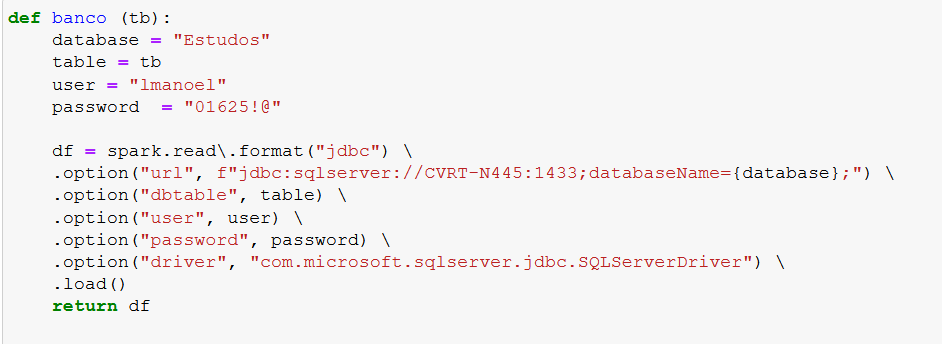 def banco (tb):
    database = "Estudos"
    table = tb
    user = "lmanoel"
    password  = "01625!@"

    df = spark.read\.format("jdbc") \
    .option("url", f"jdbc:sqlserver://CVRT-N445:1433;databaseName={database};") \
    .option("dbtable", table) \
    .option("user", user) \
    .option("password", password) \
    .option("driver", "com.microsoft.sqlserver.jdbc.SQLServerDriver") \
    .load()
    return df